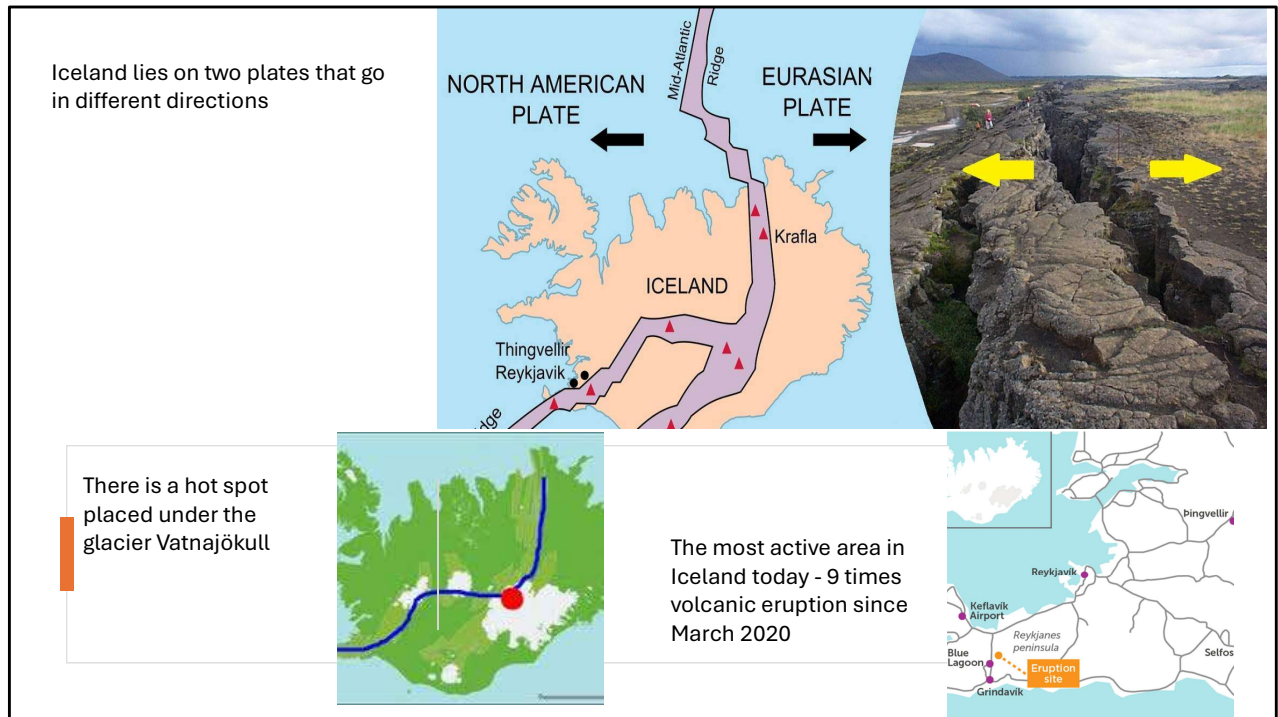 Iceland lies on two plates that go
in different directions
Mid-Atlantic
Ridge
NORTH AMERICAN
PLATE
EURASIAN
PLATE
Krafla
ICELAND
Thingvellir
Reykjavik
dge
There is a hot spot
placed under the
glacier Vatnajökull
The most active area in
Iceland today - 9 times
volcanic eruption since
March 2020
Þingvellir
Reykjavík
Keflavík
Airport
Reykjanes
peninsula
Blue
Lagoon
Selfos
Eruption
site
Grindavík